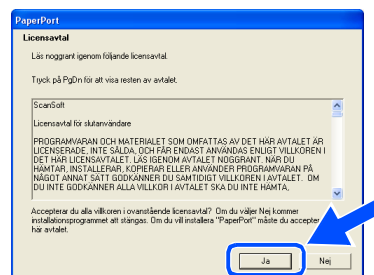 PaperPort
Licensavtal
Läs noggrant igenom följande licensavtal.
Tryck på PgDn för att visa resten av avtalet.
ScanSoft
Licensavtal för slutanvändare
PROGRAMVARAN OCH MATERIALET SOM OMFATTAS AV DET HÄR AVTALET ÄR
LICENSERADE, INTE SÅLDA, OCH FÅR ENDAST ANVÄNDAS ENLIGT VILLKOREN I
DET HÄR LICENSAVTALET. LÄS IGENOM AVTALET NOGGRANT. NÄR DU
HÄMTAR, INSTALLERAR, KOPIERAR ELLER ANVÄNDER PROGRAMVARAN PÅ
NÅGOT ANNAT SÄTT GODKÄNNER DU SAMTIDIGT VILLKOREN I AVTALET. OM
DU INTE GODKÄNNER ALLA VILLKOR I AVTALET SKA DU INTE HÄMTA,
Accepterar du alla villkoren i ovanstående licensavtal? Om du väljer Nej kommer
installationsprogrammet att stängas. Om du vill installera "PaperPort" måste du accepter
här avtalet.
Ja
Nej